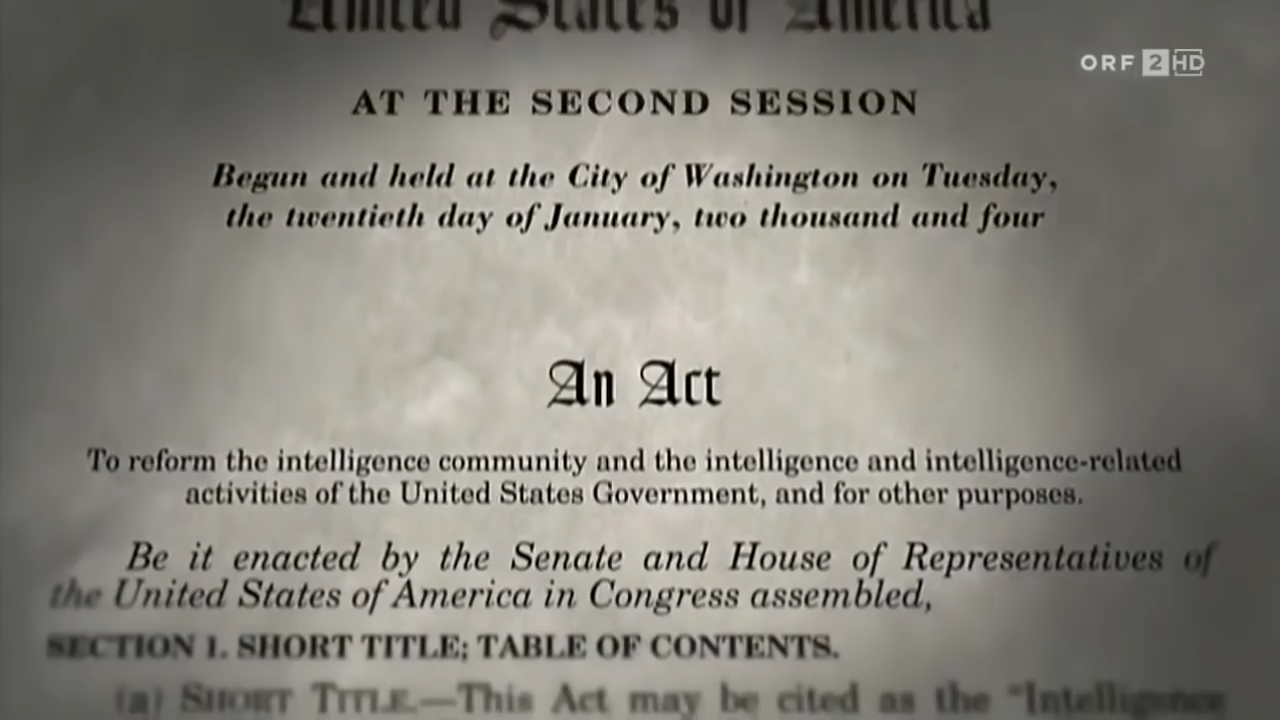 United States of America
ORF 2 HD
AT THE SECOND SESSION
Begun and held at the City of Washington on Tuesday,
the twentieth day of January, two thousand and four
An Act
To reform the intelligence community and the intelligence and intelligence-related
activities of the United States Government, and for other purposes.
Be it enacted by the Senate and House of Representatives of
the United States of America in Congress assembled,
SECTION 1. SHORT TITLE; TABLE OF CONTENTS.
(a) SHORT TITLE.—This Act may be cited as the "Intelligence